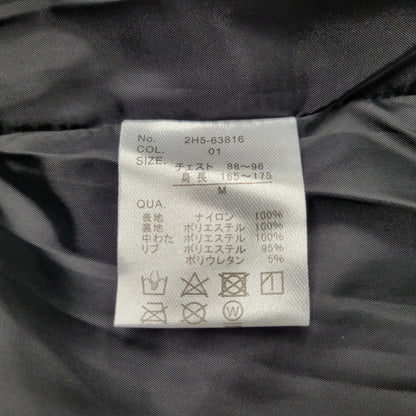 No. 2H5-63816
COL. 01
SIZE. チェスト 88〜96
身長 165〜175
M
QUA.
表地 ナイロン 100%
裏地 ポリエステル 100%
中わた ポリエステル 100%
リブ ポリエステル 95%
ポリウレタン 5%
W